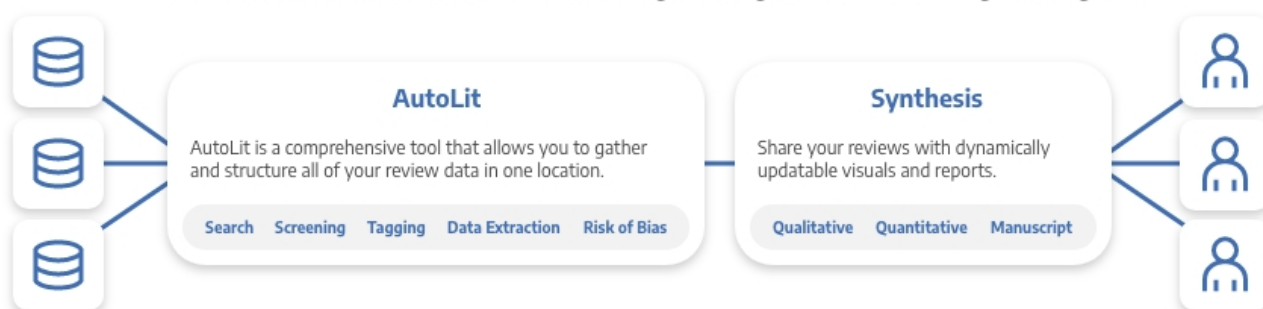 AutoLit
AutoLit is a comprehensive tool that allows you to gather
and structure all of your review data in one location.
Search Screening Tagging Data Extraction Risk of Bias
Synthesis
Share your reviews with dynamically
updatable visuals and reports.
Qualitative Quantitative Manuscript